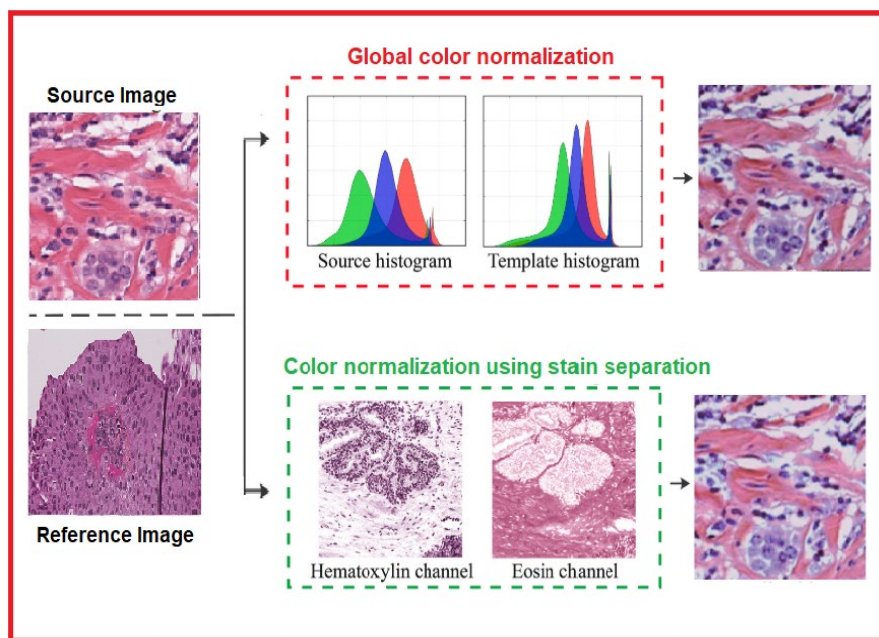 Global color normalization
Source Image
Source histogram
Template histogram
Color normalization using stain separation
Reference Image
Hematoxylin channel
Eosin channel